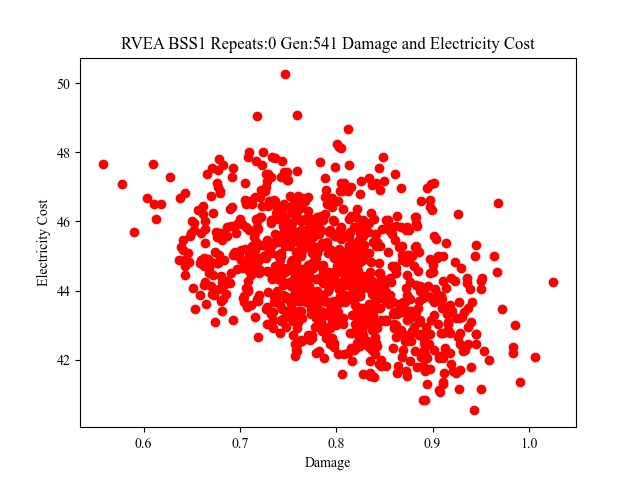 RVEA BSS1 Repeats:0 Gen:541 Damage and Electricity Cost
50
48
46
44
42
Electricity Cost
0.6 0.7 0.8 0.9 1.0
Damage